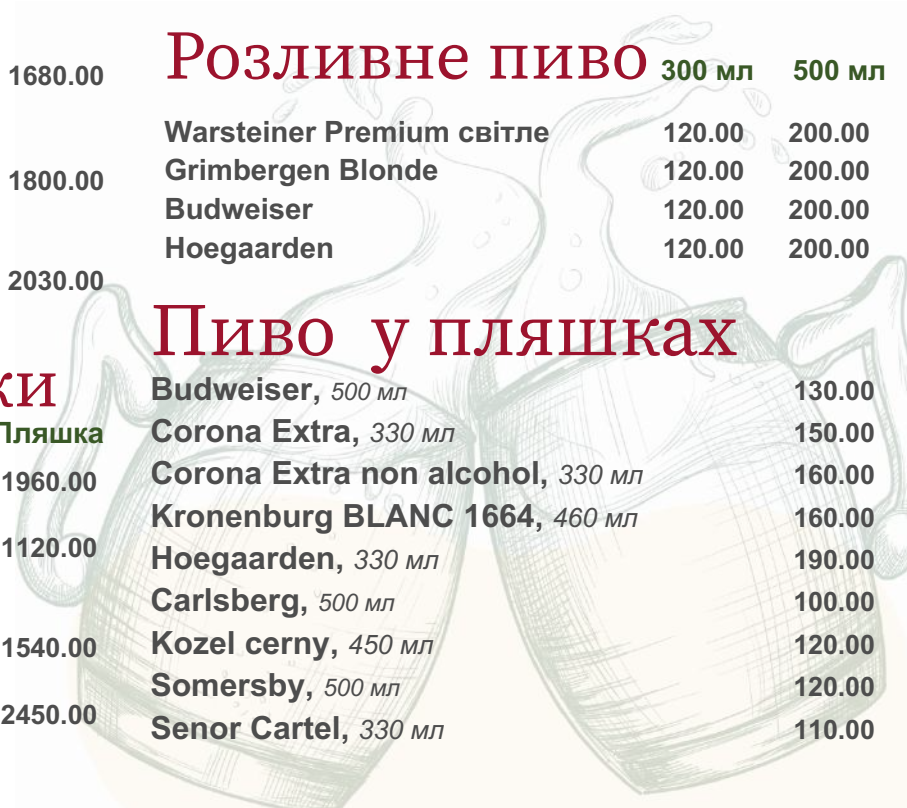 1680.00
1800.00
2030.00
ки
Пляшка
1960.00
1120.00
1540.00
2450.00
Розливне пиво 300 мл 500 мл
Warsteiner Premium світле 120.00 200.00
Grimbergen Blonde 120.00 200.00
Budweiser 120.00 200.00
Hoegaarden 120.00 200.00
Пиво у пляшках
Budweiser, 500 мл 130.00
Corona Extra, 330 мл 150.00
Corona Extra non alcohol, 330 мл 160.00
Kronenburg BLANC 1664, 460 мл 160.00
Hoegaarden, 330 мл 190.00
Carlsberg, 500 мл 100.00
Kozel cerny, 450 мл 120.00
Somersby, 500 мл 120.00
Senor Cartel, 330 мл 110.00